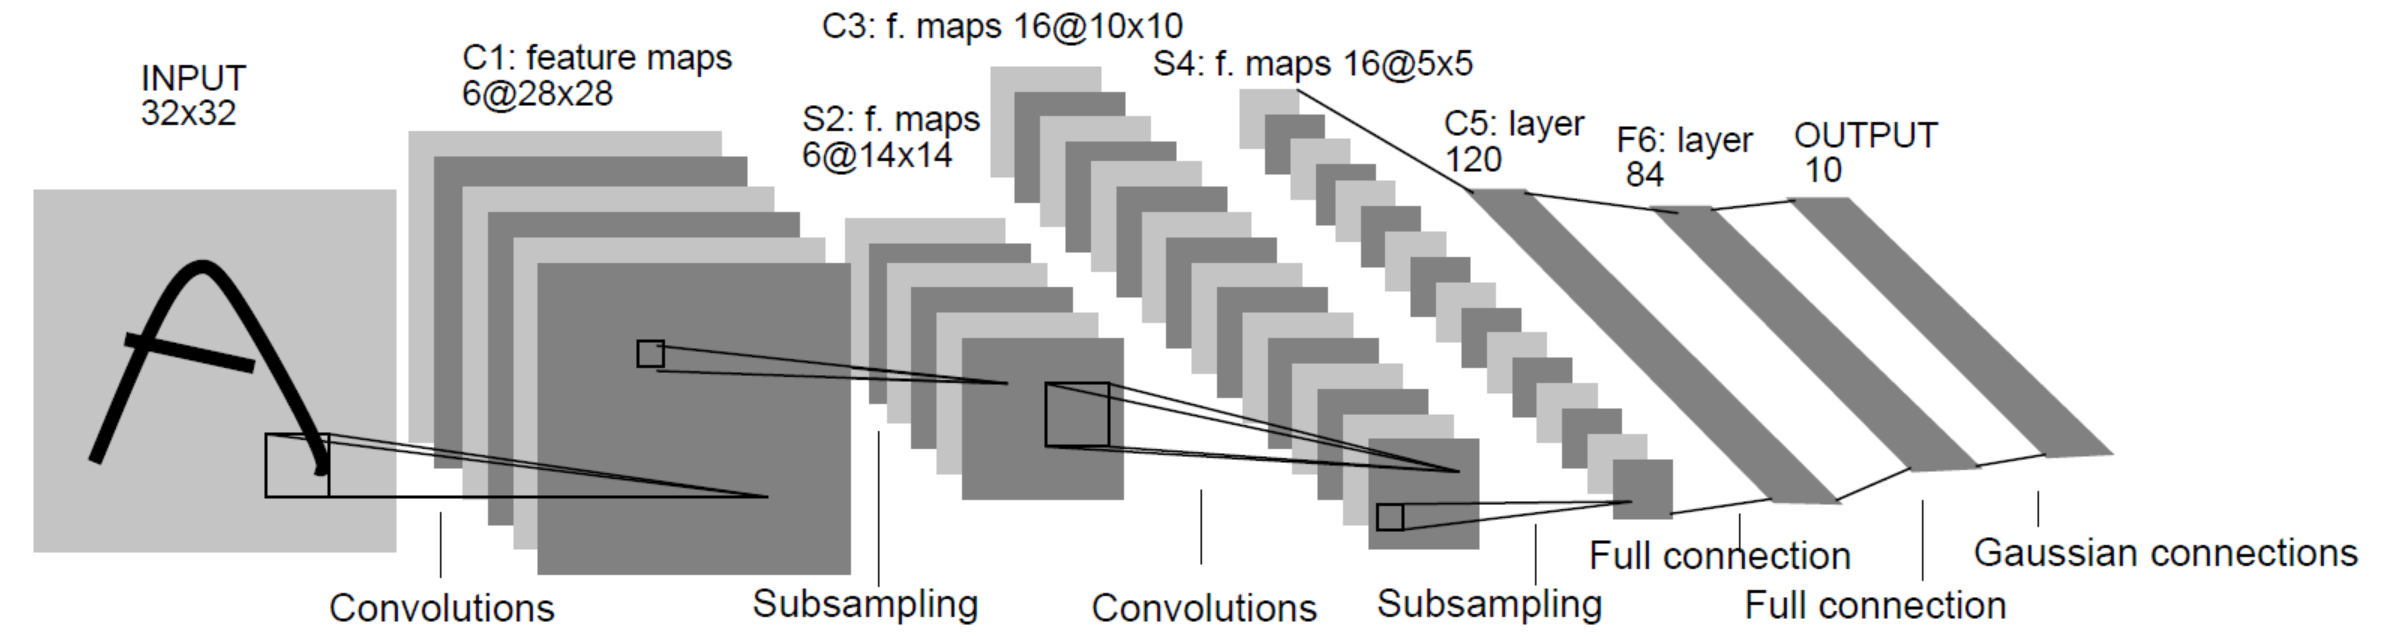 INPUT
32x32
C1: feature maps
6@28x28
S2: f. maps
6@14x14
C3: f. maps 16@10x10
S4: f. maps 16@5x5
C5: layer
120
F6: layer
84
OUTPUT
10
Convolutions
Subsampling
Convolutions
Subsampling
Full connection
Full connection
Gaussian connections